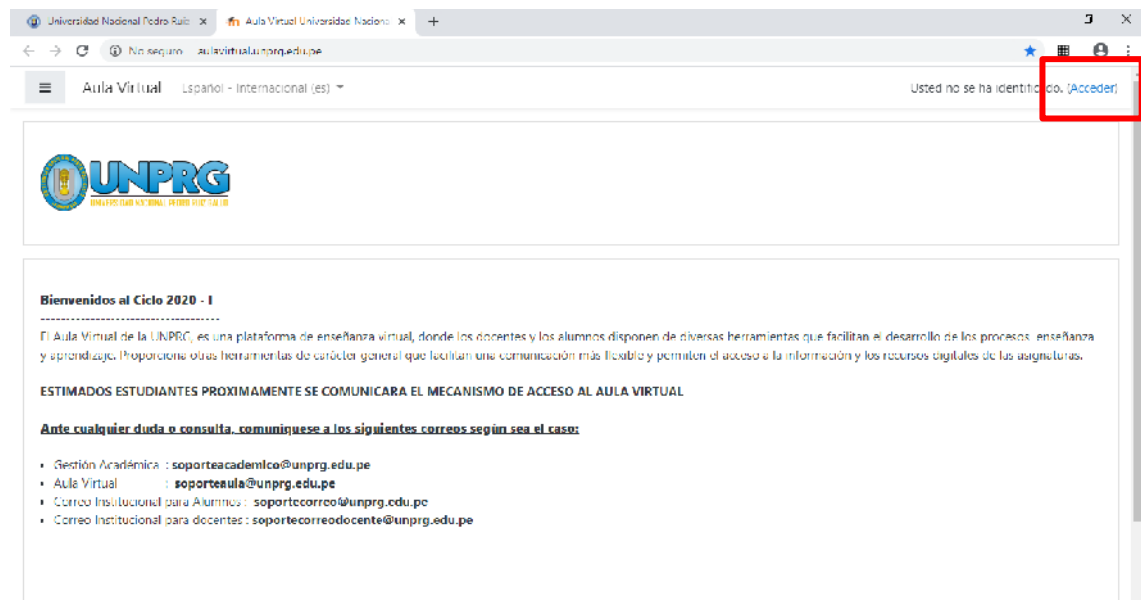 Universidad Nacional Pedro Ruiz
Aula Virtual Universidad Naciona
No seguro aulavirtual.unprg.edu.pe
Aula Virtual Español - Internacional (es)
Usted no se ha identificado. (Acceder)
UNPRG
UNIVERSIDAD NACIONAL PEDRO RUIZ GALLO
Bienvenidos al Ciclo 2020 - I
-----------------------------------
El Aula Virtual de la UNPRG, es una plataforma de enseñanza virtual, donde los docentes y los alumnos disponen de diversas herramientas que facilitan el desarrollo de los procesos enseñanza
y aprendizaje. Proporciona otras herramientas de carácter general que facilitan una comunicación más flexible y permiten el acceso a la información y los recursos digitales de las asignaturas.
ESTIMADOS ESTUDIANTES PROXIMAMENTE SE COMUNICARA EL MECANISMO DE ACCESO AL AULA VIRTUAL
Ante cualquier duda o consulta, comuniquese a los siguientes correos según sea el caso:
• Gestión Académica : soporteacademico@unprg.edu.pe
• Aula Virtual : soporteaula@unprg.edu.pe
• Correo Institucional para Alumnos : soportecorreo@unprg.edu.pe
• Correo Institucional para docentes : soportecorreodocente@unprg.edu.pe